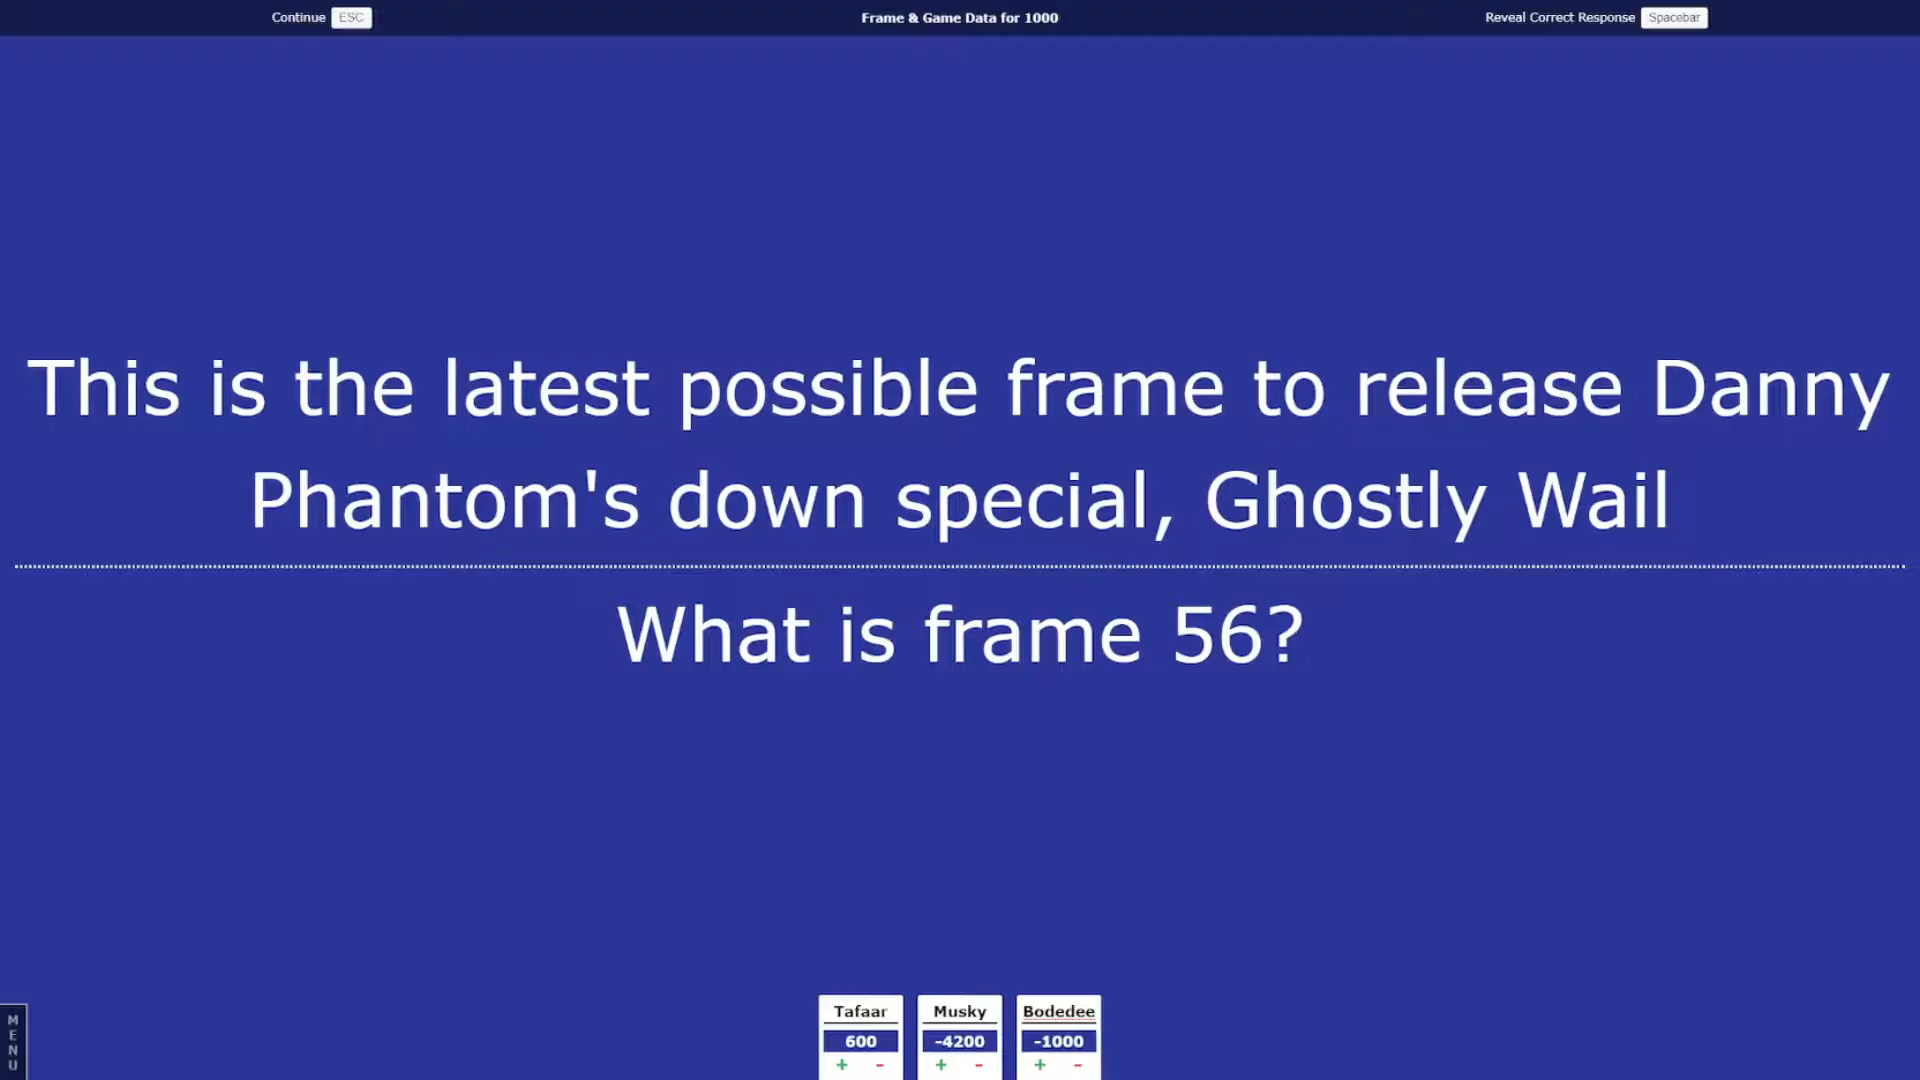 Continue ESC
Frame & Game Data for 1000
Reveal Correct Response Spacebar
This is the latest possible frame to release Danny
Phantom's down special, Ghostly Wail
What is frame 56?
MENU
Tafaar Musky Bodedee
600 -4200 -1000
+ - + - + -